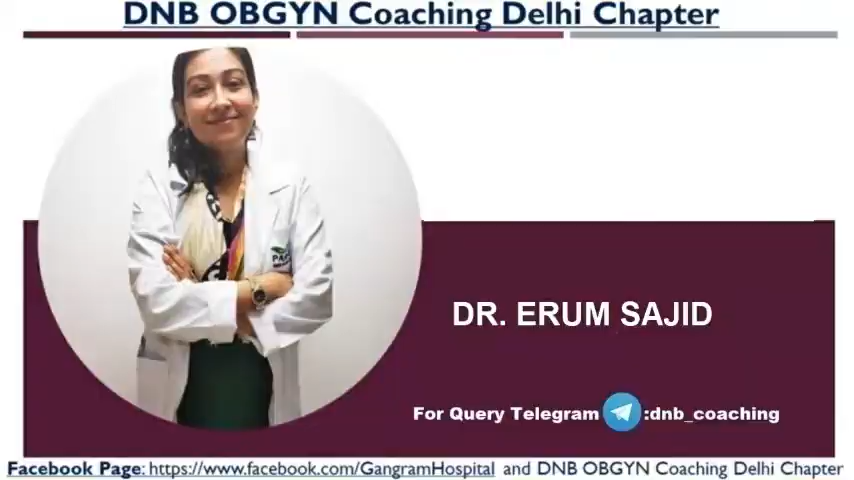 DNB OBGYN Coaching Delhi Chapter
DR. ERUM SAJID
For Query Telegram :dnb_coaching
Facebook Page: https://www.facebook.com/GangramHospital and DNB OBGYN Coaching Delhi Chapter